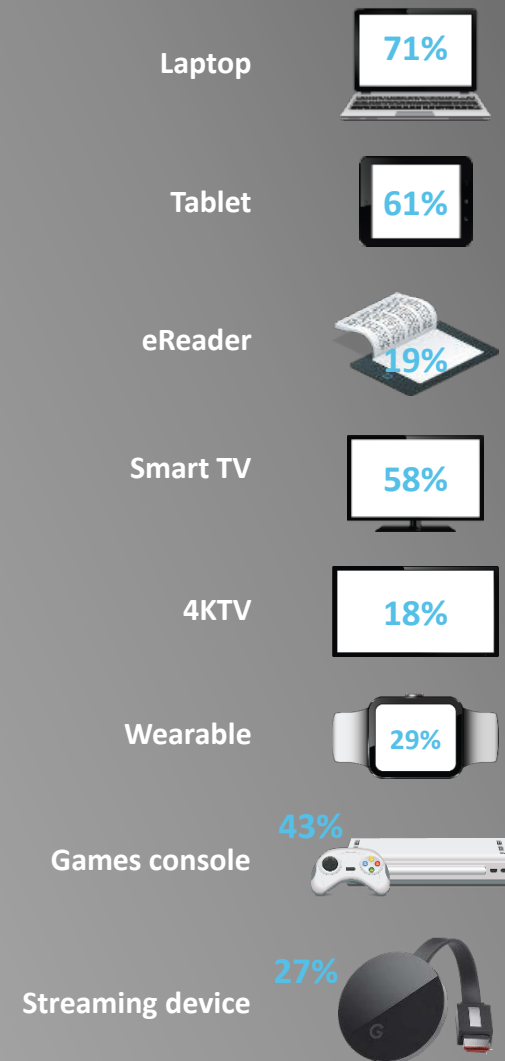 Laptop
71%
Tablet
61%
eReader
19%
Smart TV
58%
4KTV
18%
Wearable
29%
43%
Games console
27%
Streaming device
G